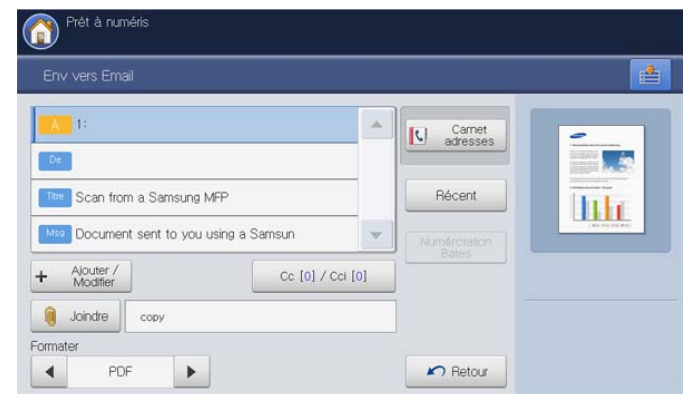 Prêt à numéris
Env vers Email
A 1:
De
Titre Scan from a Samsung MFP
Msg Document sent to you using a Samsun
Carnet
adresses
Récent
Numérotation
Bates
+ Ajouter /
Modifier
Cc [0] / Cci [0]
Joindre copy
Formater
PDF
Retour